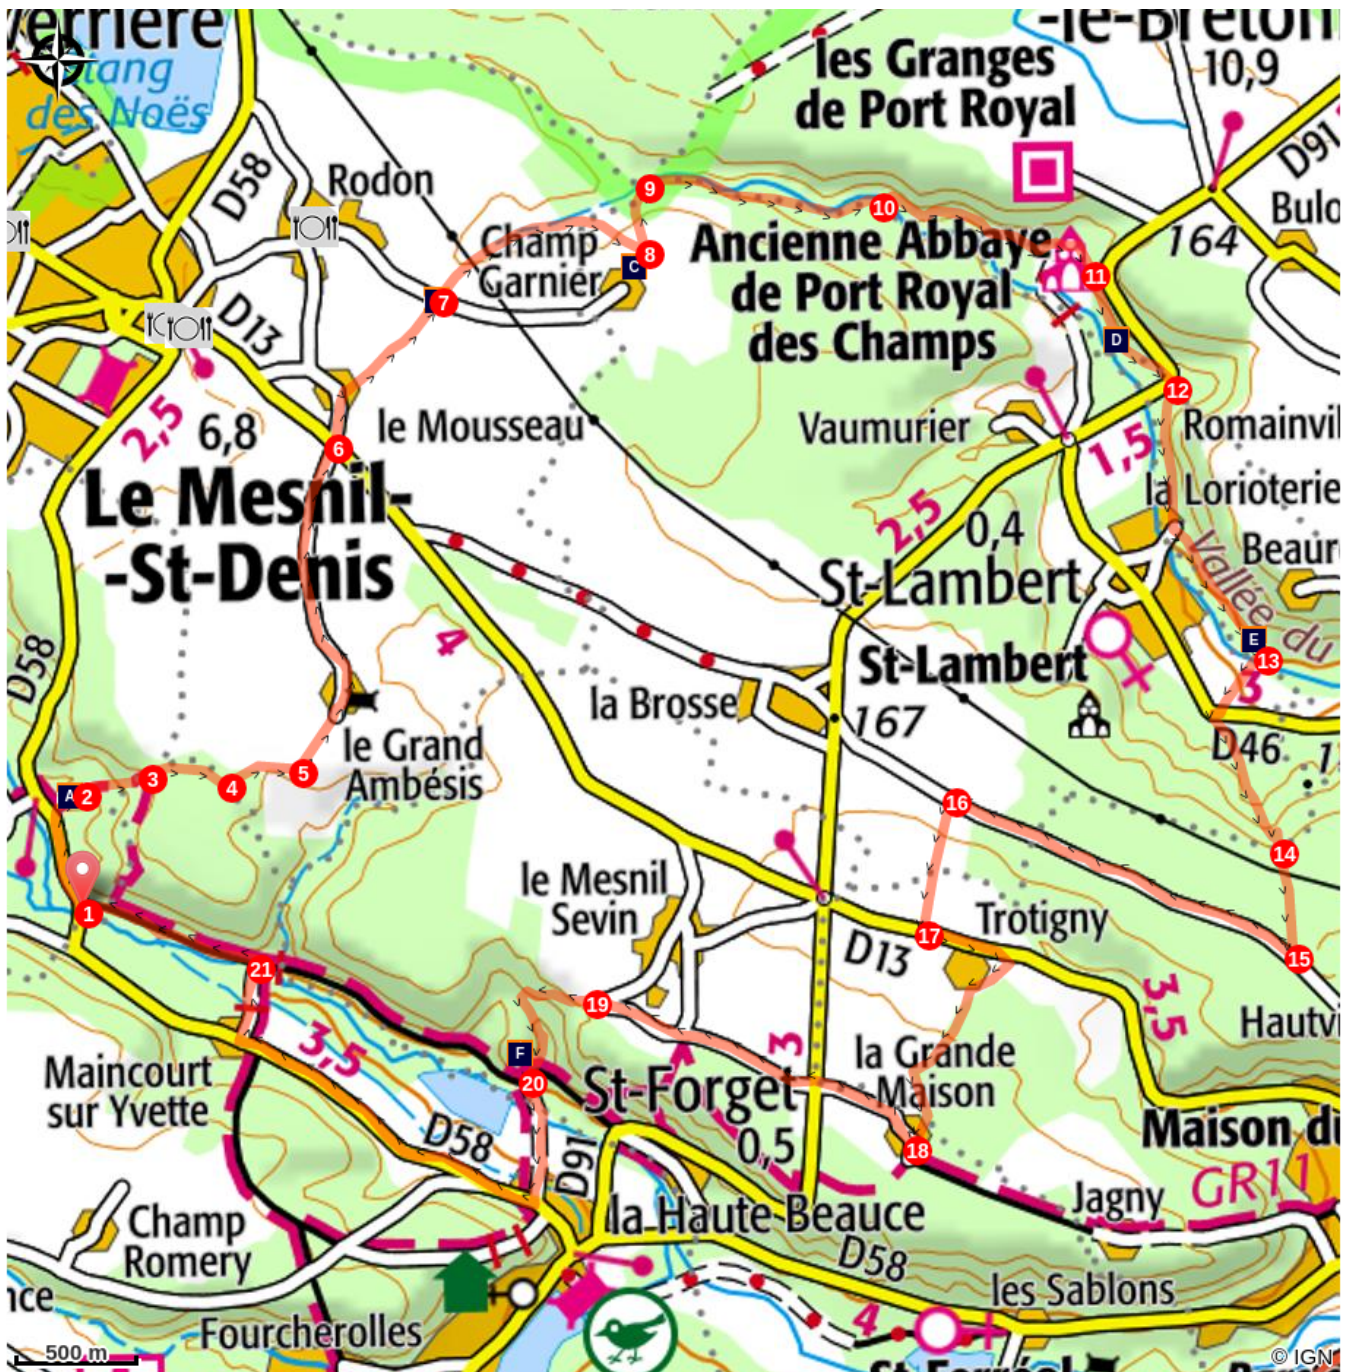 -le-Breton
10,9
les Granges
de Port Royal
Étang
des Noës
D91
D58
Rodon
Bulo
9
10
164
Champ
Garnier
8
C
Ancienne Abbaye
de Port Royal
des Champs
11
7
D13
D
12
2,5
6,8
le Mousseau
6
Vaumurier
1,5
Romainvil
la Lorioterie
Le Mesnil-
-St-Denis
2,5
0,4
Beaur
St-Lambert
Vallée du
4
D58
St-Lambert
E
13
3
la Brosse
167
le Grand
Ambésis
D46
A
2
3
4
5
16
14
le Mesnil
Sevin
1
Trotigny
17
D13
15
21
3,5
19
Hautvi
3,5
3
F
20
Maincourt
sur Yvette
la Grande
Maison
St-Forget
0,5
D58
D91
18
Maison du
GR11
Jagny
la Haute Beauce
Champ
Romery
D58
les Sablons
nce
Fourcherolles
4
500 m
© IGN